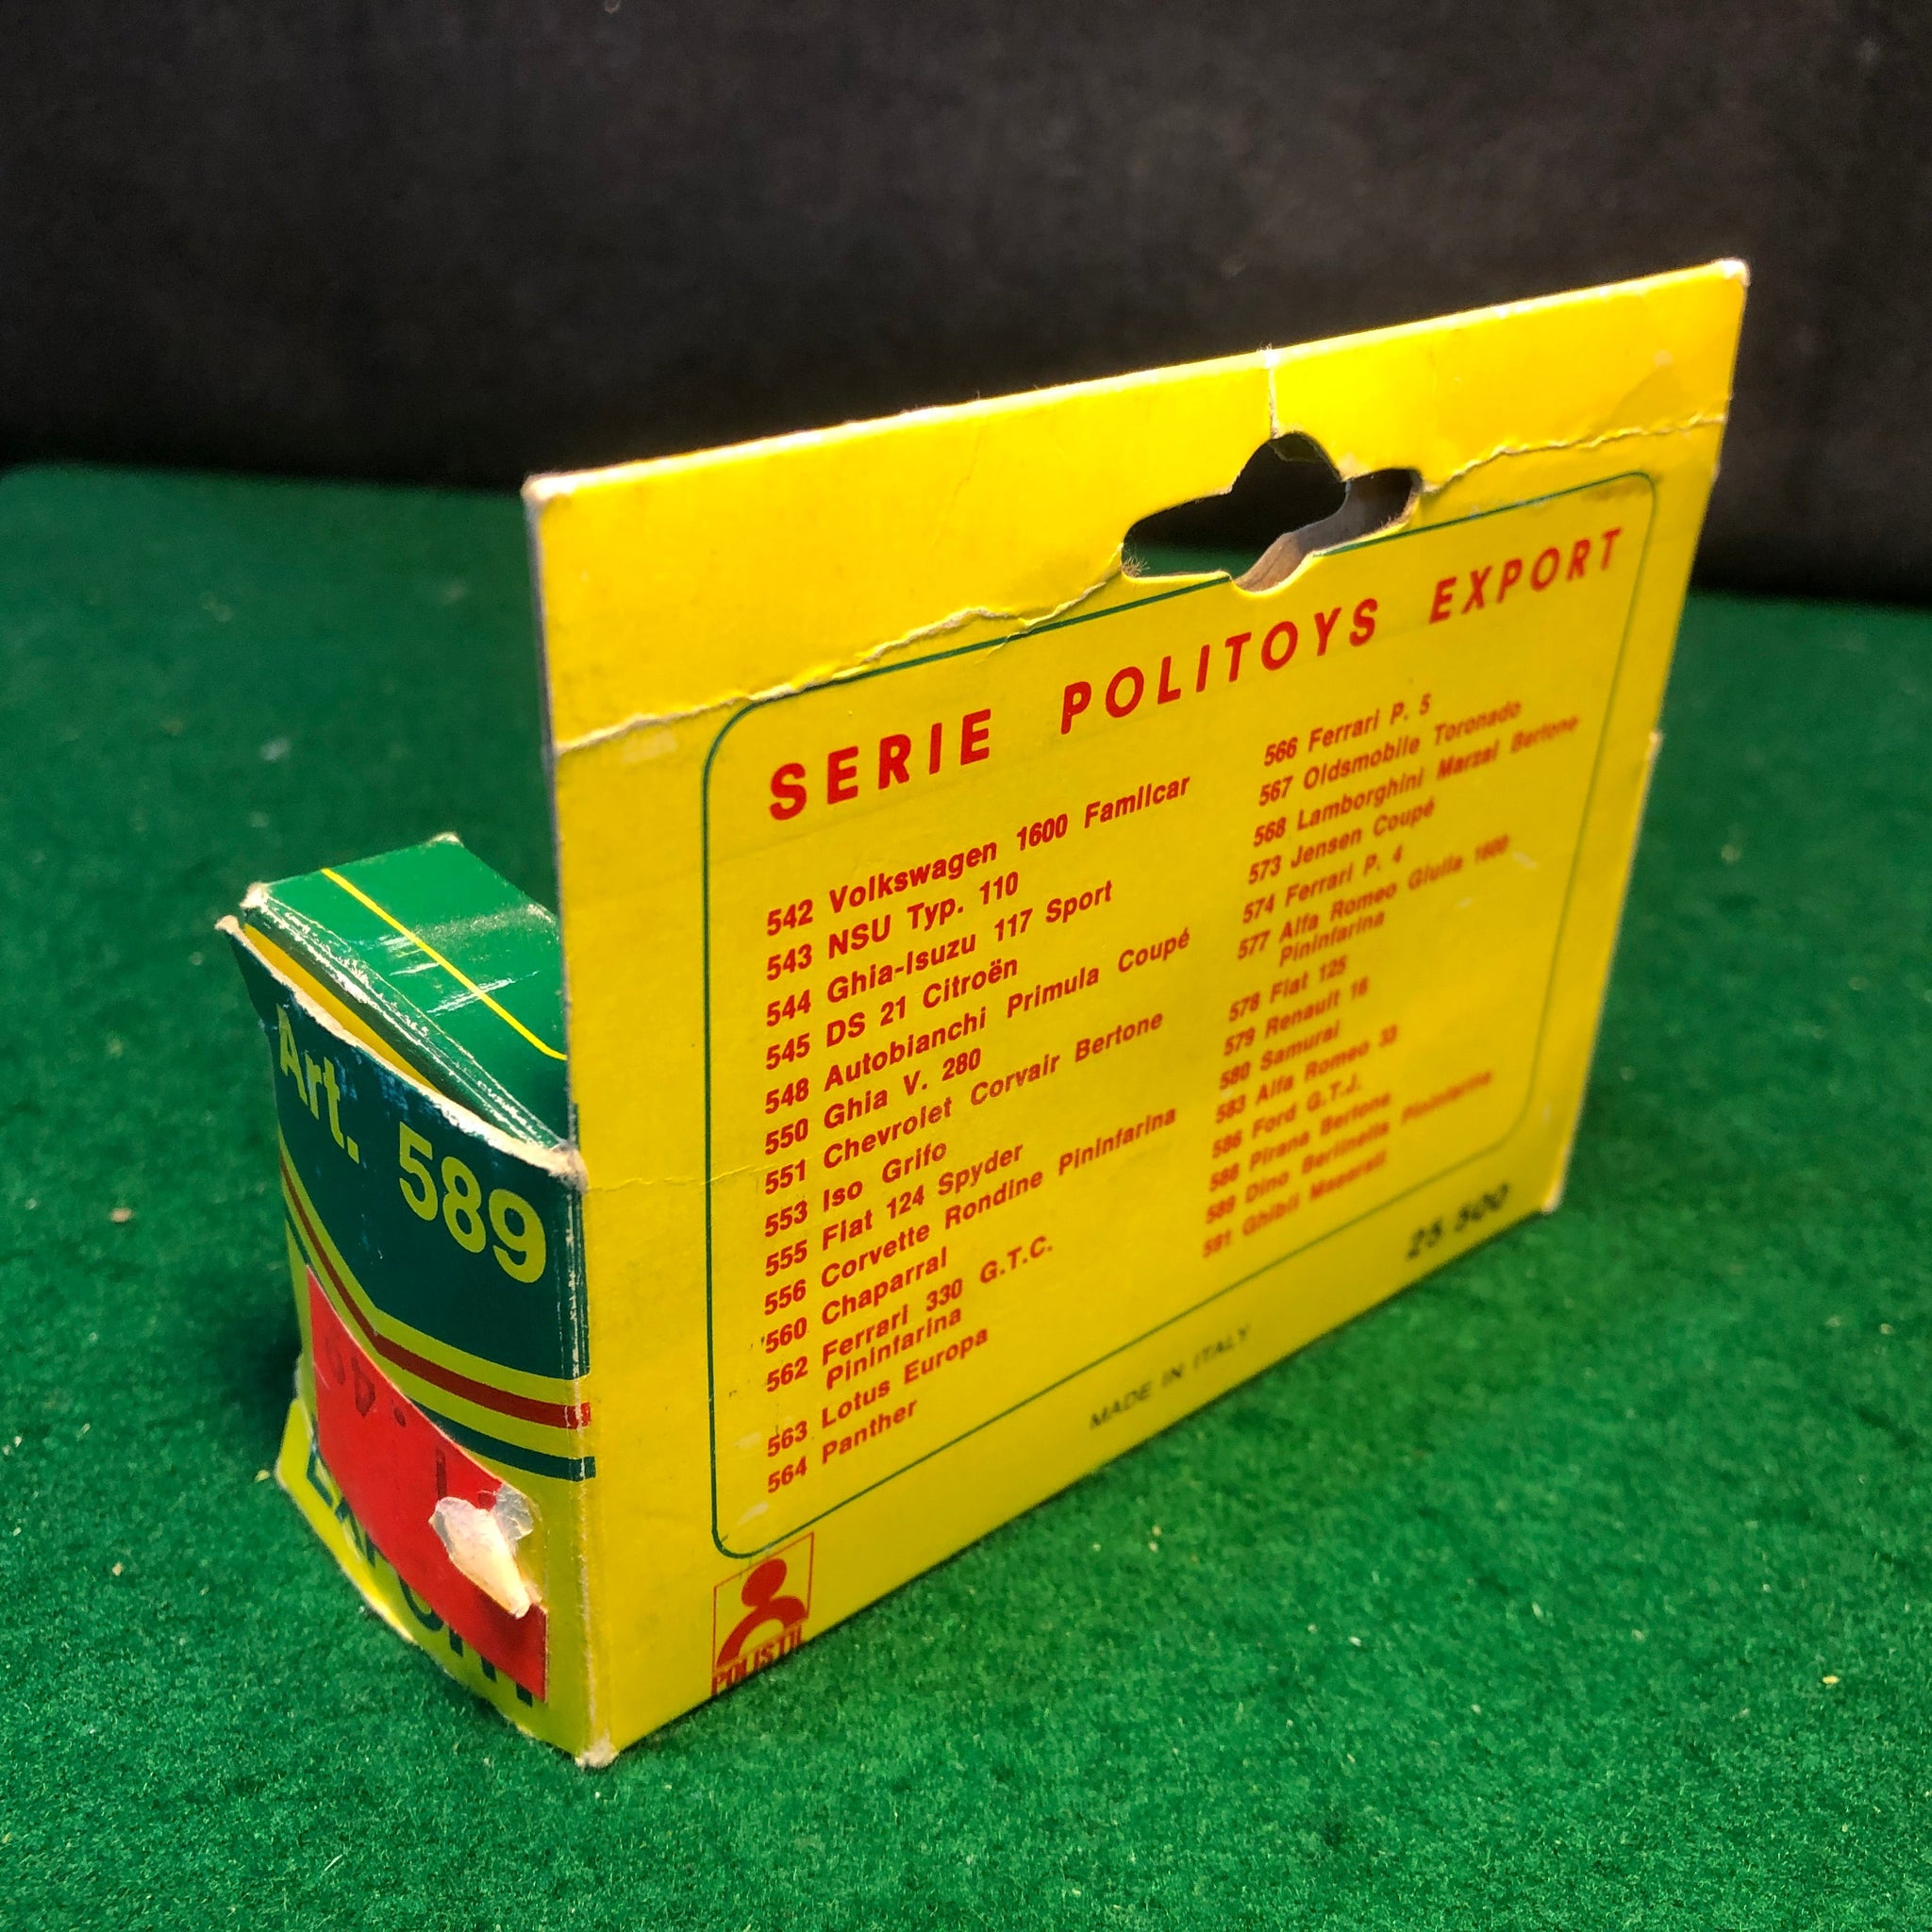 SERIE POLITOYS EXPORT
542 Volkswagen 1600 Familcar
543 NSU Typ. 110
544 Ghia-Isuzu 117 Sport
545 DS 21 Citroën
548 Autobianchi Primula Coupé
550 Ghia V. 280
551 Chevrolet Corvair Bertone
553 Iso Grifo
555 Fiat 124 Spyder
556 Corvette Rondine Pininfarina
560 Chaparral
562 Ferrari 330 G.T.C.
Pininfarina
563 Lotus Europa
564 Panther
566 Ferrari P. 5
567 Oldsmobile Toronado
568 Lamborghini Marzal Bertone
573 Jensen Coupé
574 Ferrari P. 4
577 Alfa Romeo Giulia 1600
Pininfarina
578 Fiat 125
579 Renault 16
580 Samurai
583 Alfa Romeo 33
586 Ford G.T.J.
588 Pirana Bertone
589 Dino Berlinetta Pininfarina
591 Ghibli Maserati
25.500
MADE IN ITALY
POLISTIL
Art. 589